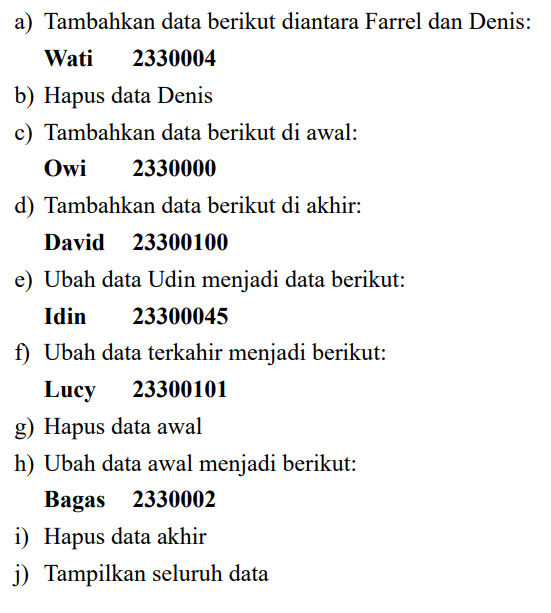 a) Tambahkan data berikut diantara Farrel dan Denis:
Wati 2330004
b) Hapus data Denis
c) Tambahkan data berikut di awal:
Owi 2330000
d) Tambahkan data berikut di akhir:
David 23300100
e) Ubah data Udin menjadi data berikut:
Idin 23300045
f) Ubah data terkahir menjadi berikut:
Lucy 23300101
g) Hapus data awal
h) Ubah data awal menjadi berikut:
Bagas 2330002
i) Hapus data akhir
j) Tampilkan seluruh data